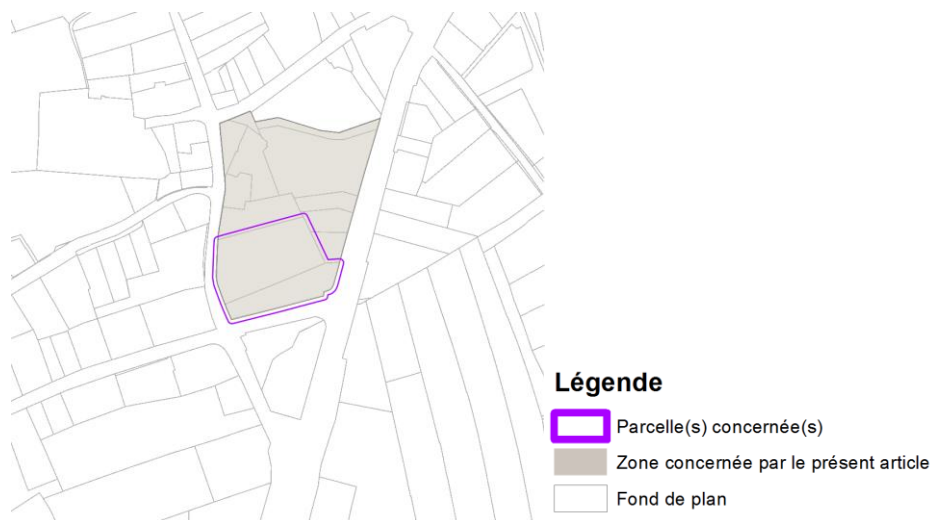 Légende
Parcelle(s) concernée(s)
Zone concernée par le présent article
Fond de plan